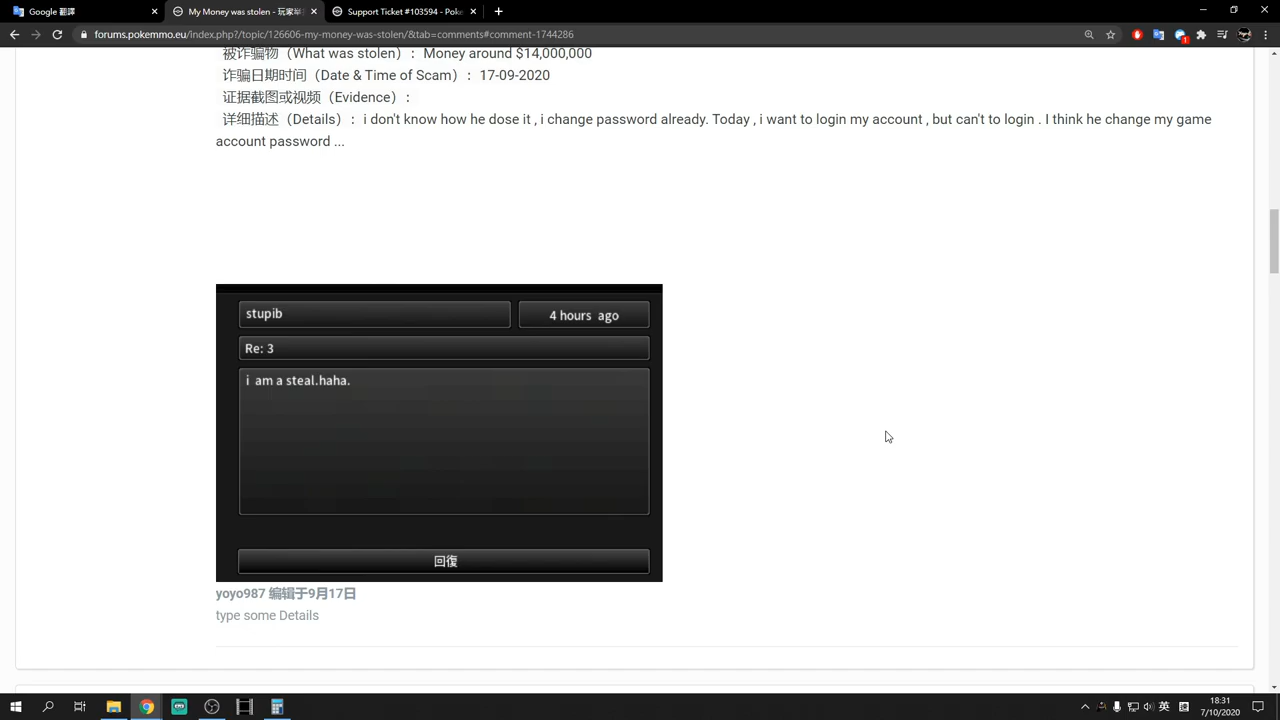 Google 翻譯
My Money was stolen - 玩家举
Support Ticket #103594 - Poke
forums.pokemmo.eu/index.php?/topic/126606-my-money-was-stolen/&tab=comments#comment-1744286
被诈骗物（What was stolen）： Money around $14,000,000
诈骗日期时间（Date & Time of Scam）： 17-09-2020
证据截图或视频（Evidence）：
详细描述（Details）： i don't know how he dose it , i change password already. Today , i want to login my account , but can't to login . I think he change my game
account password ...
stupib
4 hours ago
Re: 3
i am a steal.haha.
回復
yoyo987 编辑于9月17日
type some Details
英
18:31
7/10/2020